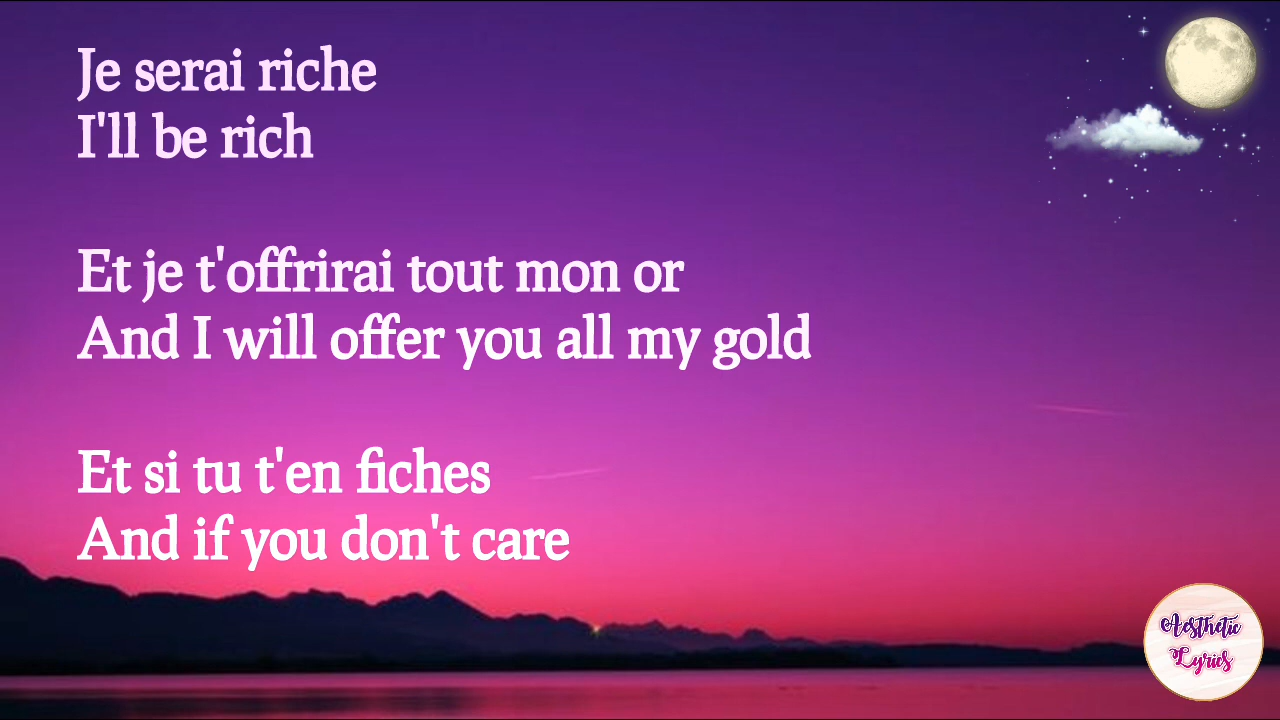 Je serai riche
I'll be rich
Et je t'offrirai tout mon or
And I will offer you all my gold
Et si tu t'en fiches
And if you don't care
Aesthetic
Lyrics